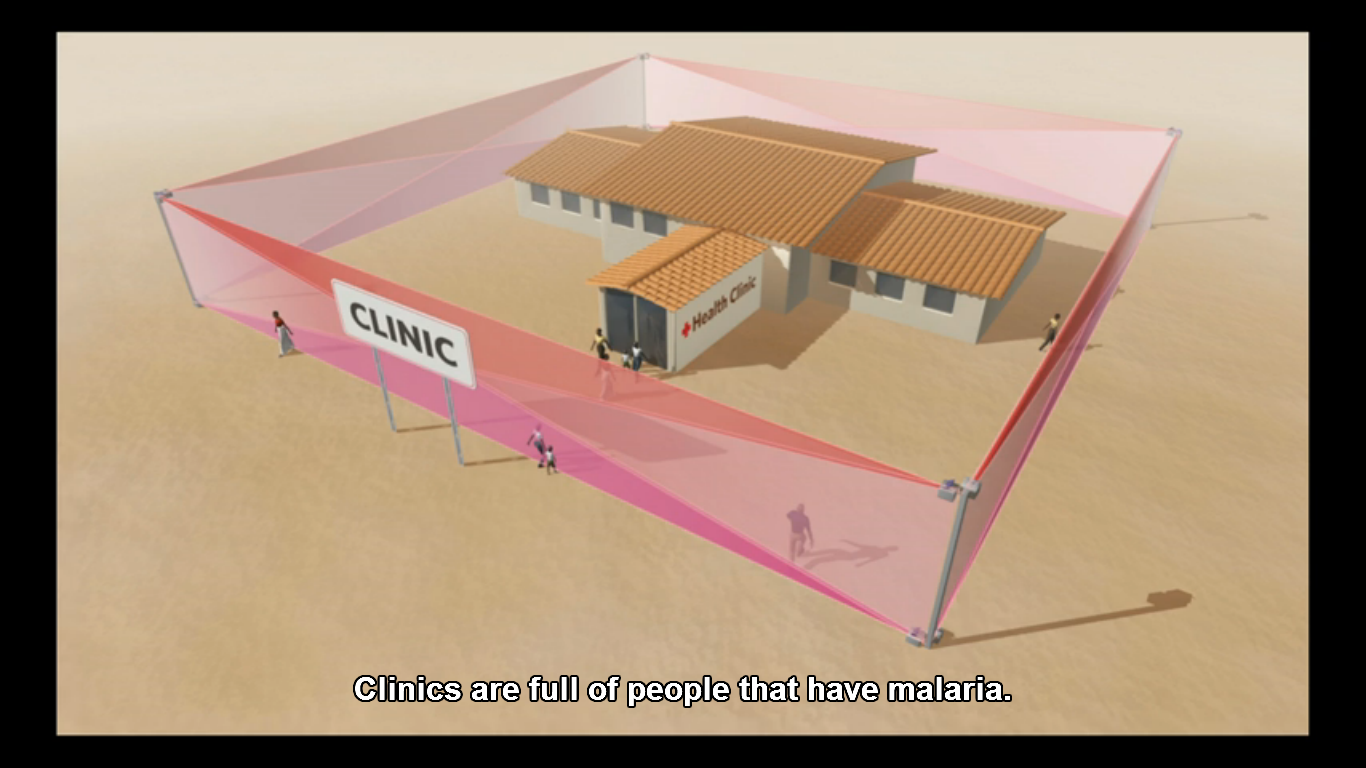 CLINIC
Health Clinic
Clinics are full of people that have malaria.